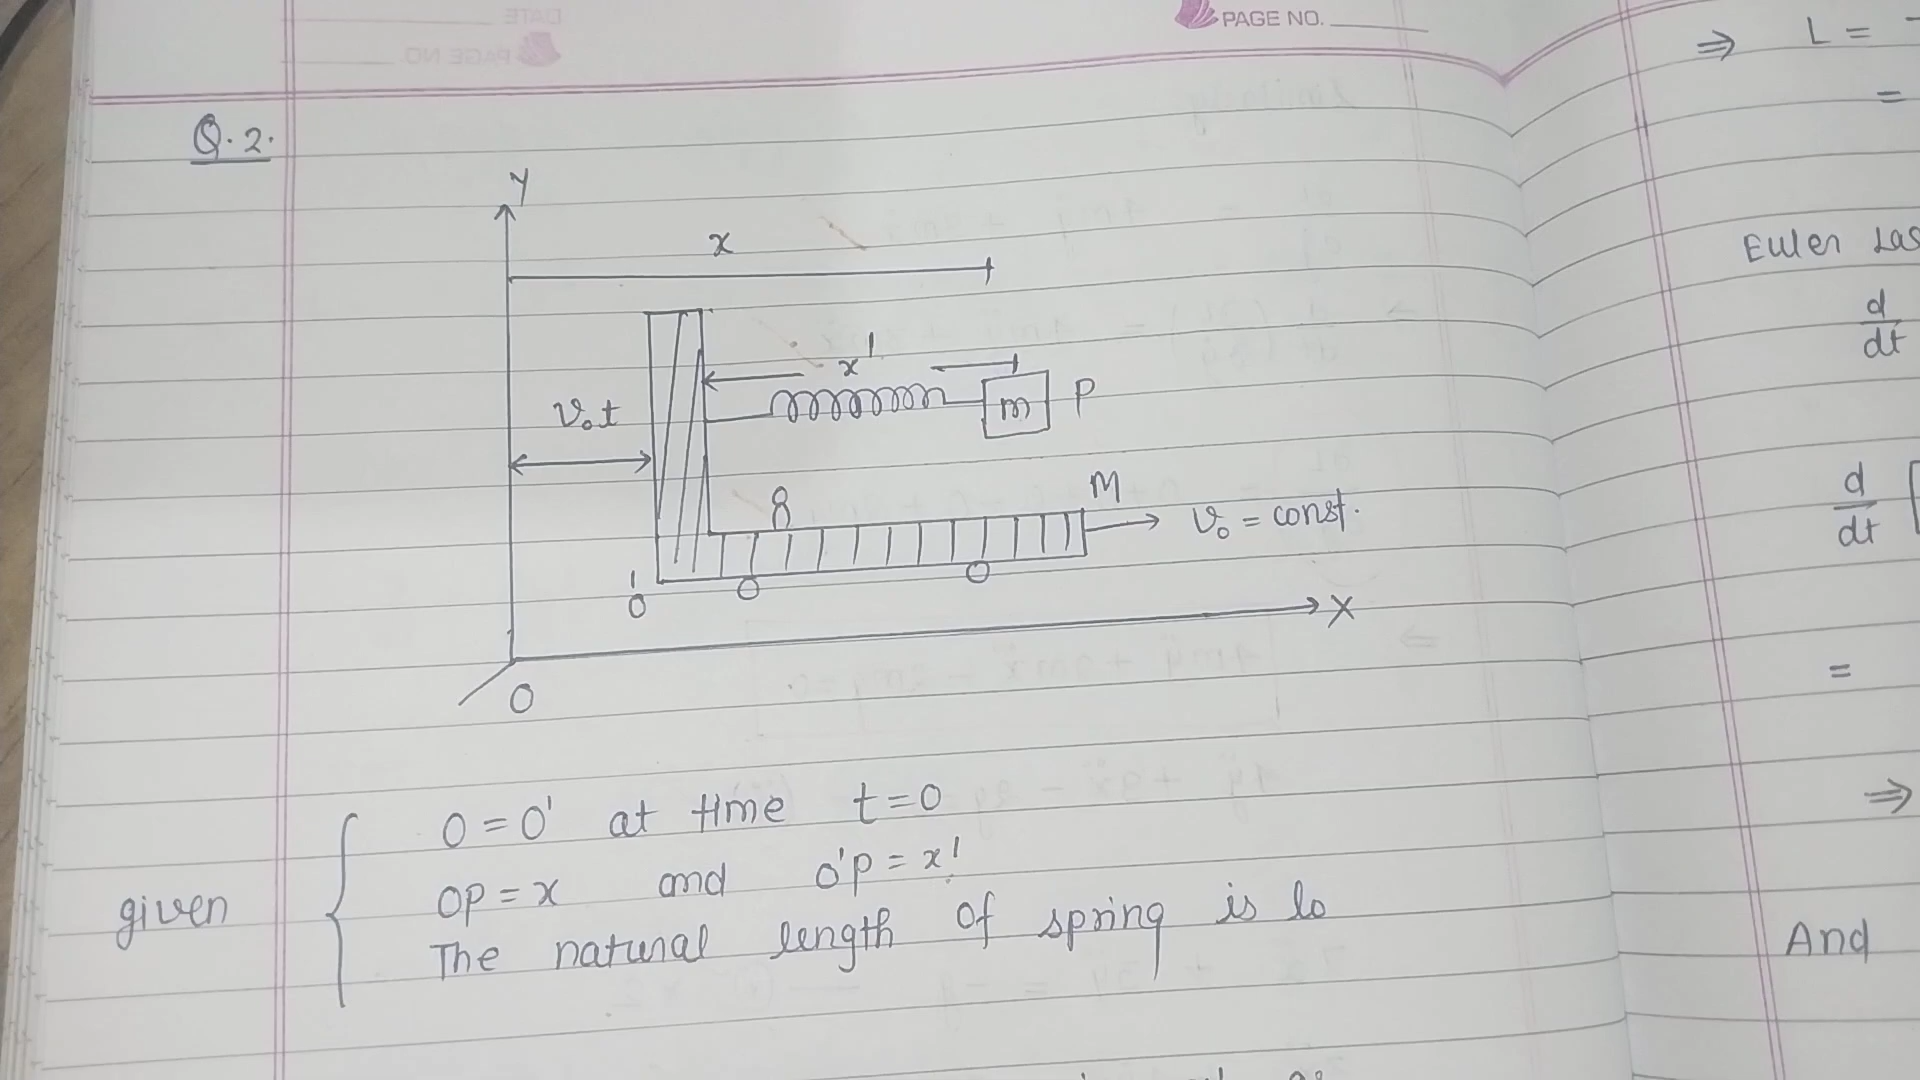 PAGE NO.
Q.2.
Y
x
x'
v₀t
m P
M
v₀ = const.
O'
X
O
given
O = O' at time t=0
OP = x and O'P = x'
The natural length of spring is lo
⇒ L =
=
Euler Las
d
dt
d
dt
=
⇒
And